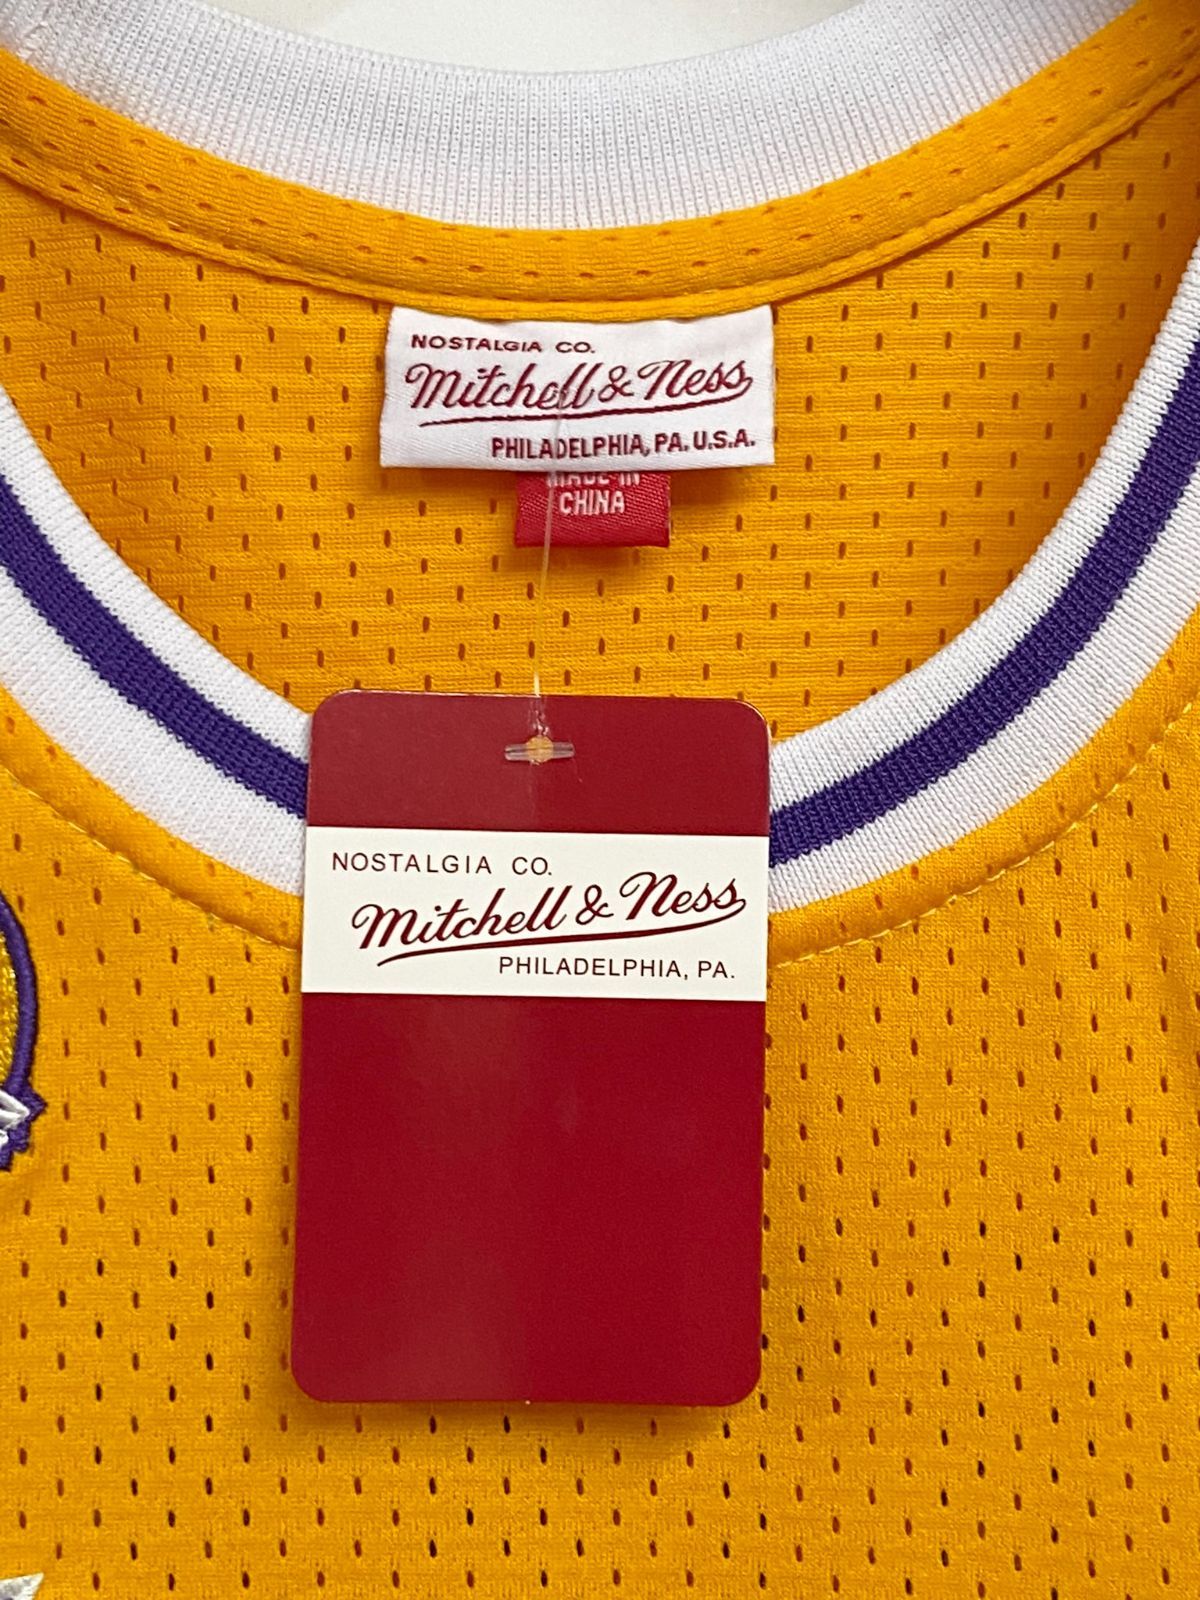 NOSTALGIA CO.
Mitchell & Ness
PHILADELPHIA, PA. U.S.A.
MADE IN
CHINA
NOSTALGIA CO.
Mitchell & Ness
PHILADELPHIA, PA.